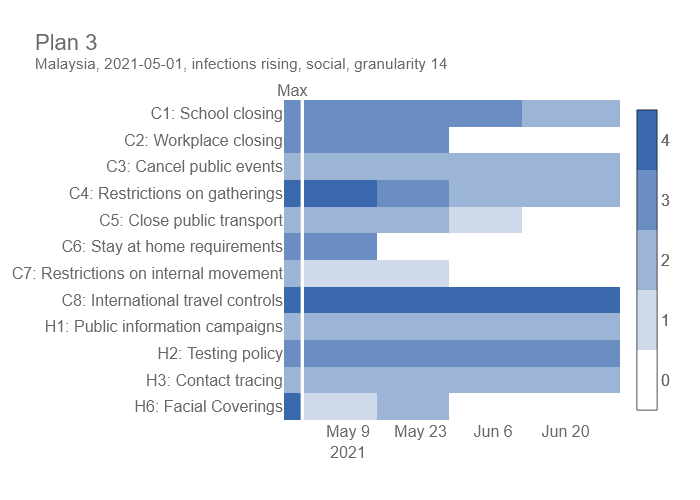 Plan 3
Malaysia, 2021-05-01, infections rising, social, granularity 14
Max
C1: School closing
C2: Workplace closing
C3: Cancel public events
C4: Restrictions on gatherings
C5: Close public transport
C6: Stay at home requirements
C7: Restrictions on internal movement
C8: International travel controls
H1: Public information campaigns
H2: Testing policy
H3: Contact tracing
H6: Facial Coverings
May 9 May 23 Jun 6 Jun 20
2021
4
3
2
1
0